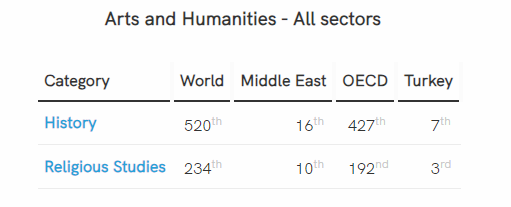 Arts and Humanities - All sectors
Category World Middle East OECD Turkey
History 520th 16th 427th 7th
Religious Studies 234th 10th 192nd 3rd